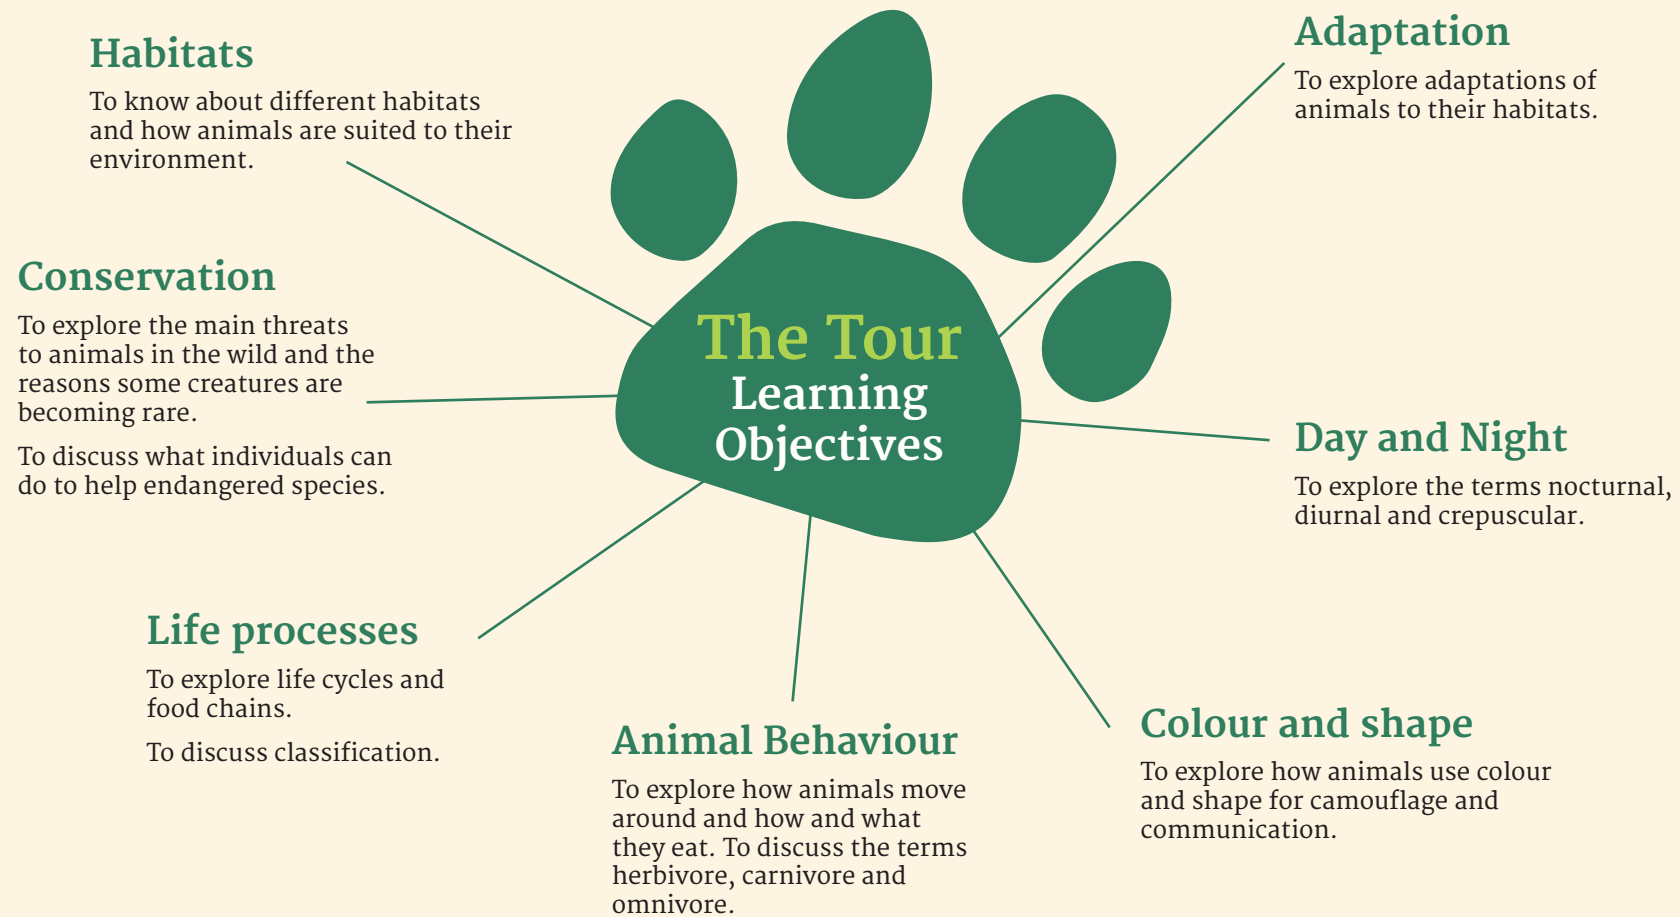 Habitats
To know about different habitats
and how animals are suited to their
environment.
Adaptation
To explore adaptations of
animals to their habitats.
Conservation
To explore the main threats
to animals in the wild and the
reasons some creatures are
becoming rare.
To discuss what individuals can
do to help endangered species.
The Tour
Learning
Objectives
Day and Night
To explore the terms nocturnal,
diurnal and crepuscular.
Life processes
To explore life cycles and
food chains.
To discuss classification.
Animal Behaviour
To explore how animals move
around and how and what
they eat. To discuss the terms
herbivore, carnivore and
omnivore.
Colour and shape
To explore how animals use colour
and shape for camouflage and
communication.